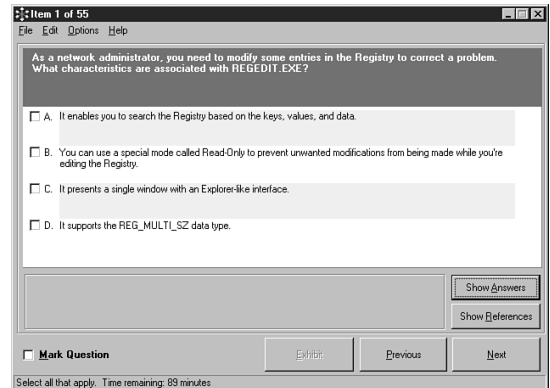 Item 1 of 55
File Edit Options Help
As a network administrator, you need to modify some entries in the Registry to correct a problem.
What characteristics are associated with REGEDIT.EXE?
A. It enables you to search the Registry based on the keys, values, and data.
B. You can use a special mode called Read-Only to prevent unwanted modifications from being made while you're
editing the Registry.
C. It presents a single window with an Explorer-like interface.
D. It supports the REG_MULTI_SZ data type.
Show Answers
Show References
Mark Question
Exhibit
Previous
Next
Select all that apply. Time remaining: 89 minutes